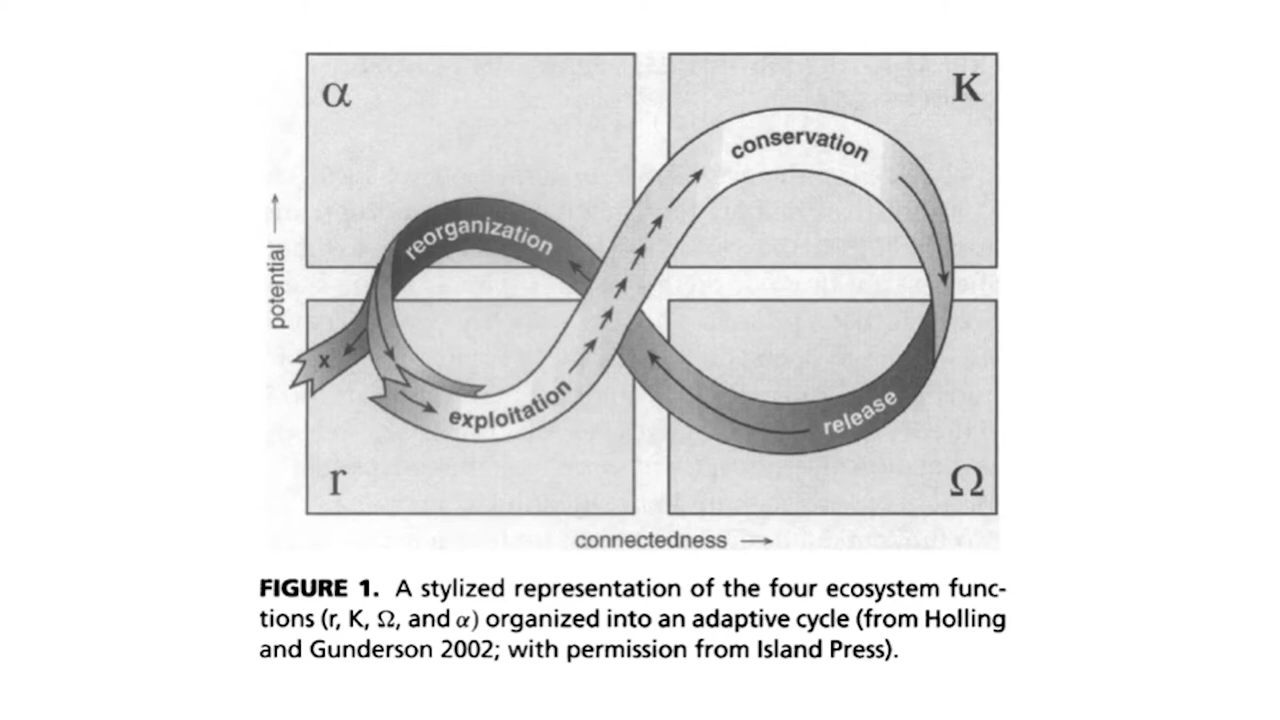 α
K
conservation
reorganization
potential
x
exploitation
release
r
Ω
connectedness
FIGURE 1. A stylized representation of the four ecosystem func-
tions (r, K, Ω, and α) organized into an adaptive cycle (from Holling
and Gunderson 2002; with permission from Island Press).